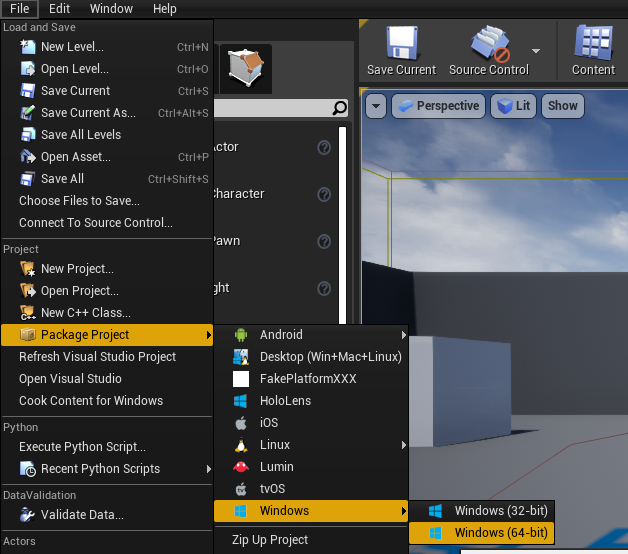 File Edit Window Help
Load and Save
New Level... Ctrl+N
Open Level... Ctrl+O
Save Current Ctrl+S
Save Current As... Ctrl+Alt+S
Save All Levels
Open Asset... Ctrl+P
Save All Ctrl+Shift+S
Choose Files to Save...
Connect To Source Control...
Project
New Project...
Open Project...
New C++ Class...
Package Project
Refresh Visual Studio Project
Open Visual Studio
Cook Content for Windows
Python
Execute Python Script...
Recent Python Scripts
DataValidation
Validate Data...
Actors
Actor
Character
Pawn
ght
Save Current Source Control Content
Perspective Lit Show
Android
Desktop (Win+Mac+Linux)
FakePlatformXXX
HoloLens
iOS
Linux
Lumin
tvOS
Windows
Zip Up Project
Windows (32-bit)
Windows (64-bit)